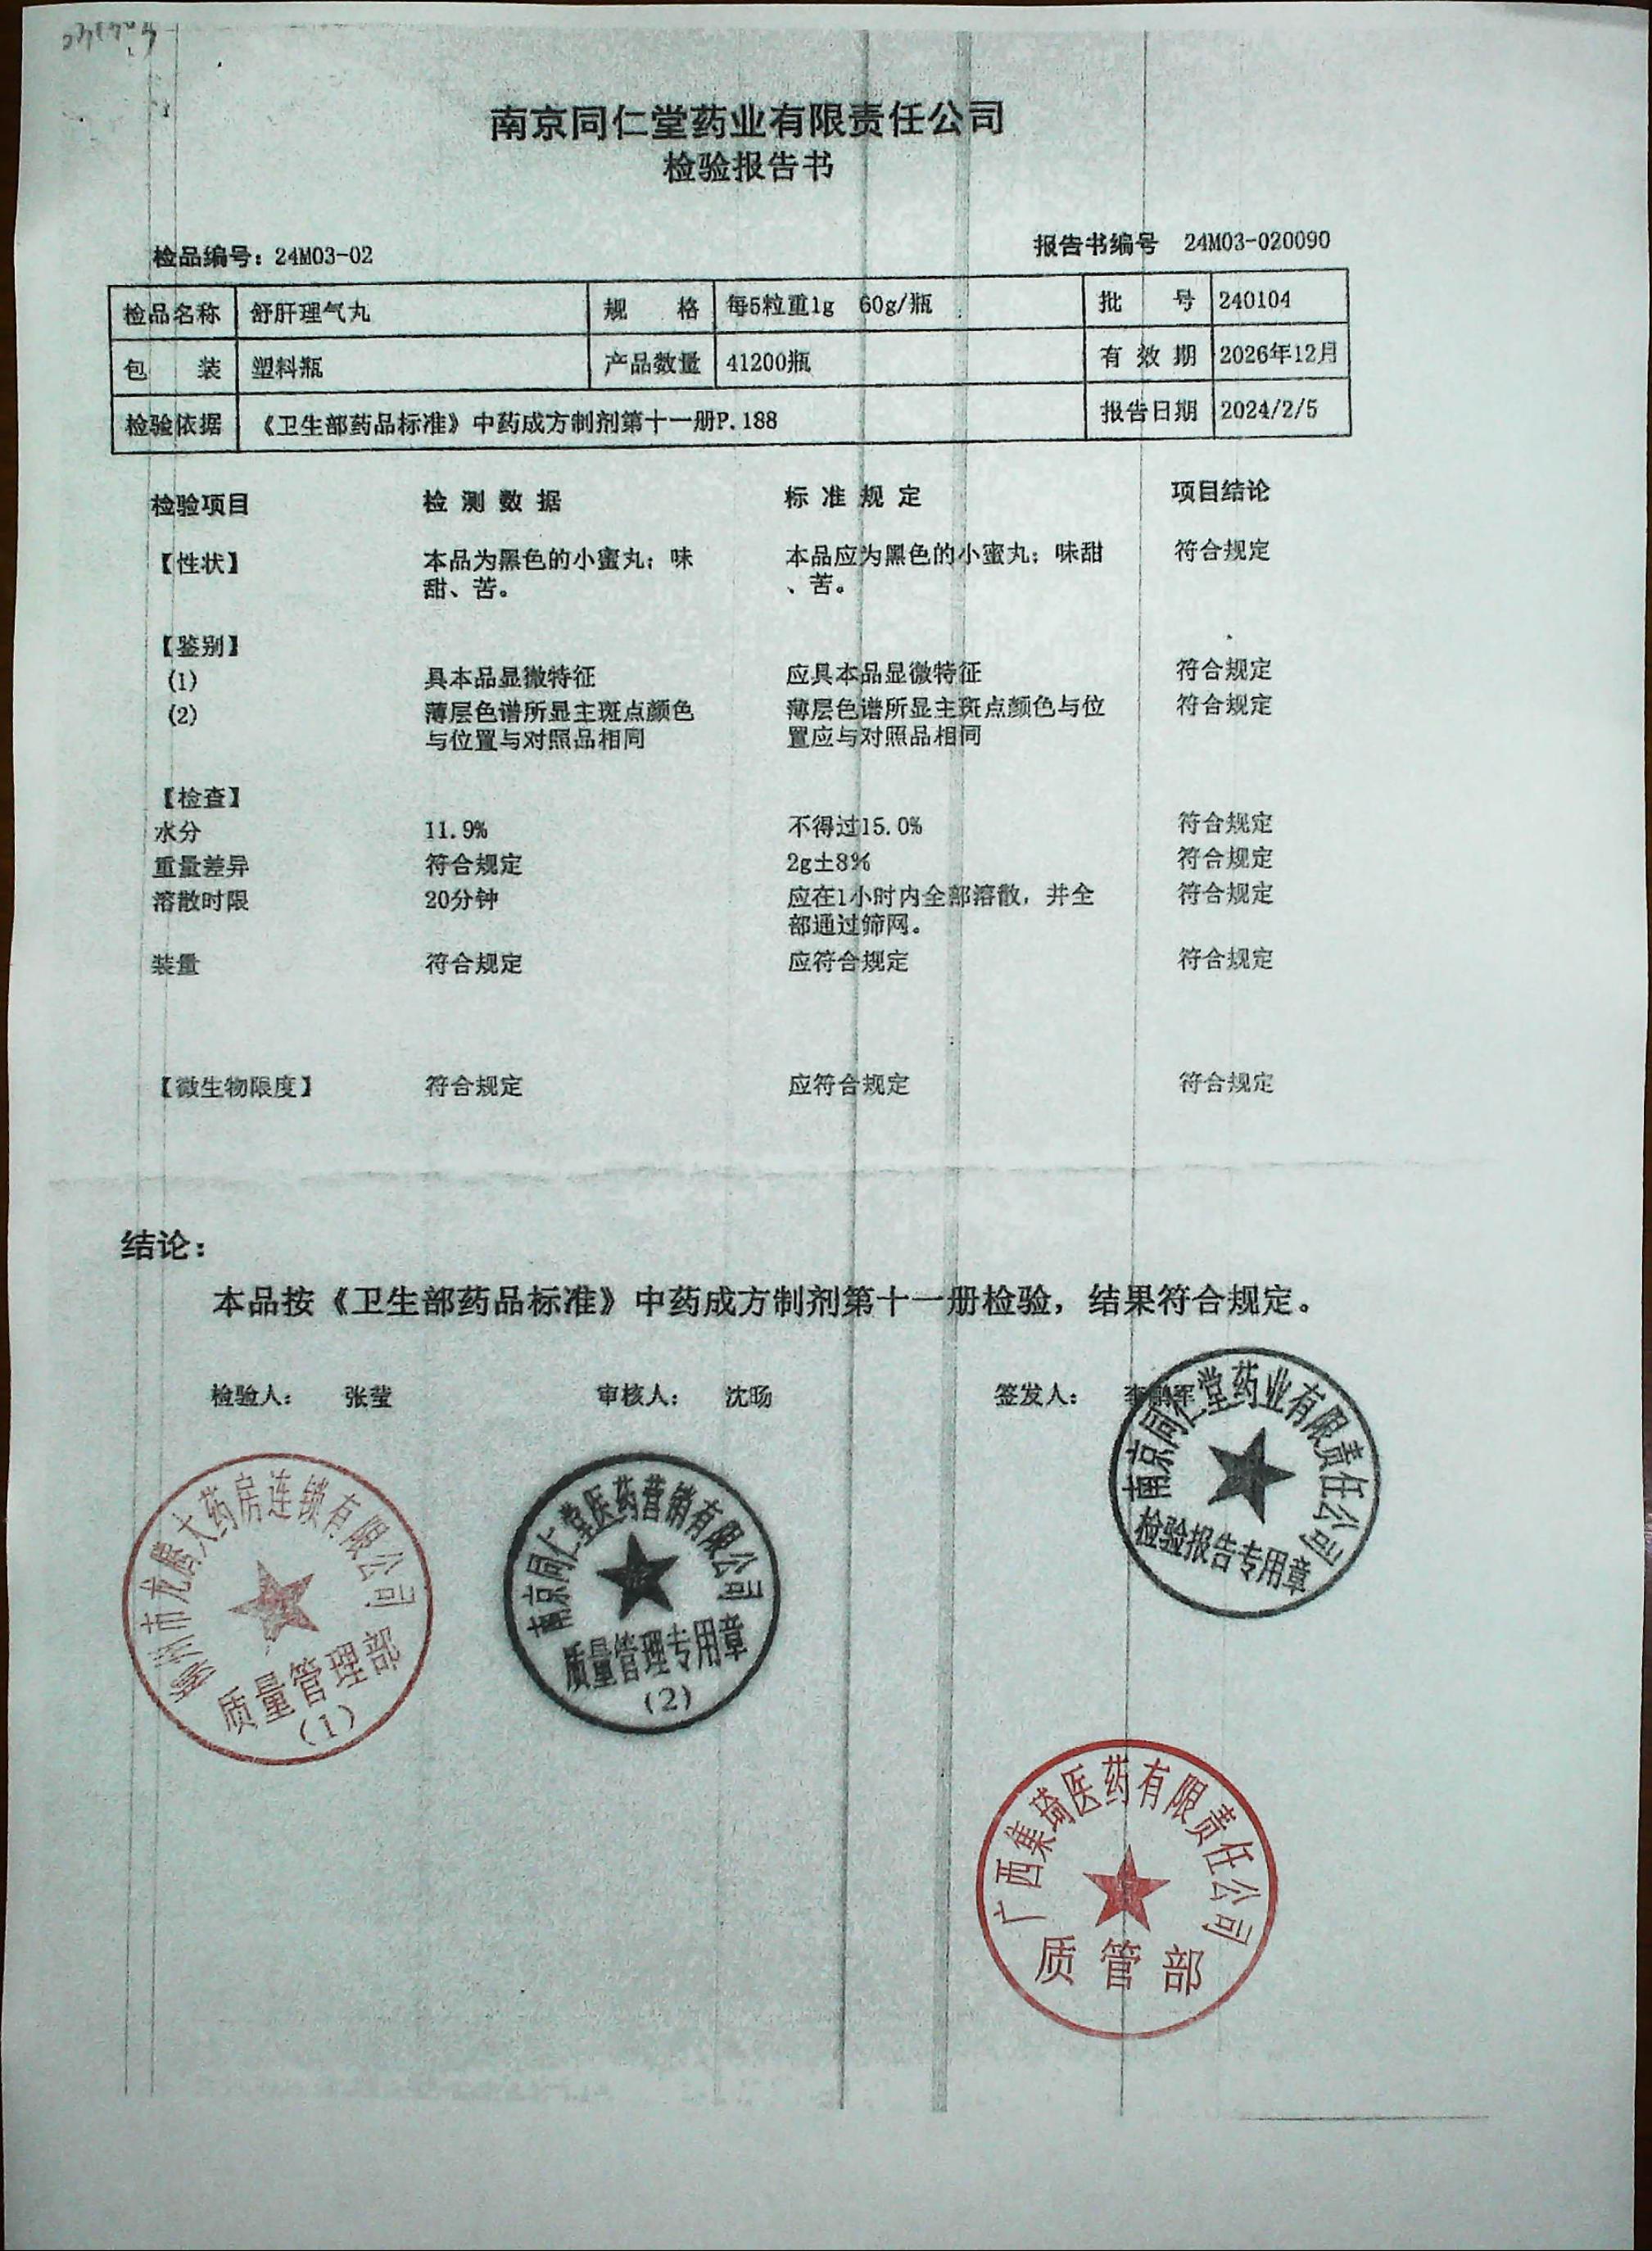 南京同仁堂药业有限责任公司
检验报告书
检品编号：24M03-02 报告书编号 24M03-020090
检品名称 舒肝理气丸 规 格 每5粒重1g 60g/瓶 批 号 240104
包 装 塑料瓶 产品数量 41200瓶 有 效 期 2026年12月
检验依据 《卫生部药品标准》中药成方制剂第十一册P.188 报告日期 2024/2/5
检验项目 检 测 数 据 标 准 规 定 项目结论
【性状】 本品为黑色的小蜜丸；味 本品应为黑色的小蜜丸；味甜 符合规定
甜、苦。 、苦。
【鉴别】
(1) 具本品显微特征 应具本品显微特征 符合规定
(2) 薄层色谱所显主斑点颜色 薄层色谱所显主斑点颜色与位 符合规定
与位置与对照品相同 置应与对照品相同
【检查】
水分 11.9% 不得过15.0% 符合规定
重量差异 符合规定 2g±8% 符合规定
溶散时限 20分钟 应在1小时内全部溶散，并全 符合规定
部通过筛网。
装量 符合规定 应符合规定 符合规定
【微生物限度】 符合规定 应符合规定 符合规定
结论：
本品按《卫生部药品标准》中药成方制剂第十一册检验，结果符合规定。
检验人： 张莹 审核人： 沈旸 签发人： 李 军
南京同仁堂药业有限责任公司
检验报告专用章
州市龙 大药房连锁有限公司
质量管理部
(1)
南京同仁堂医药营销有限公司
质量管理专用章
(2)
广西集琦医药有限责任公司
质管部